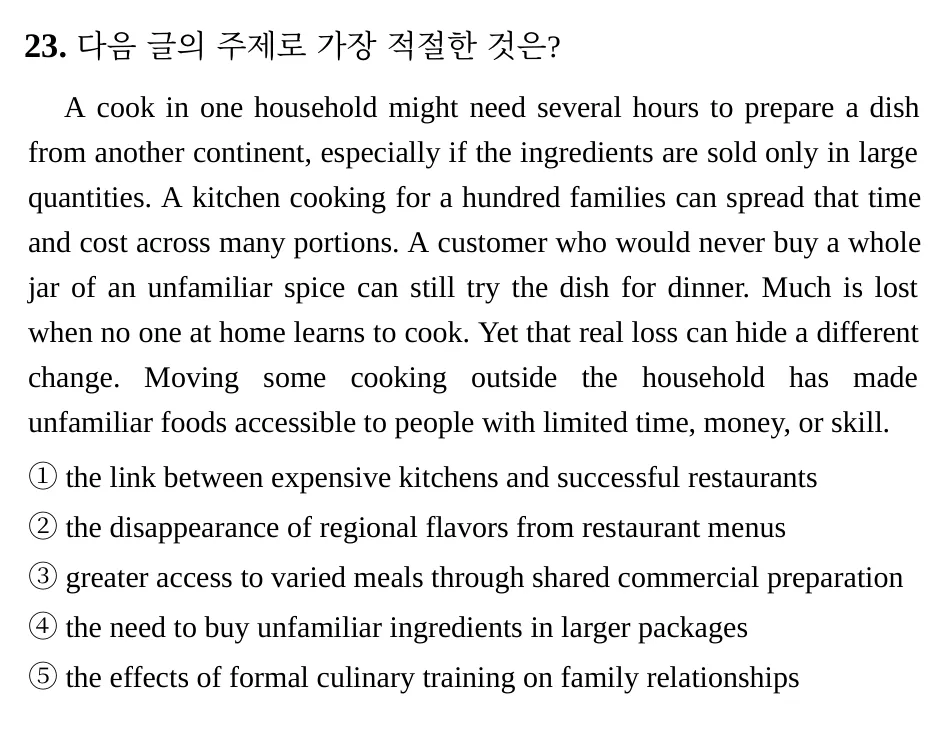 23. 다음 글의 주제로 가장 적절한 것은?
A cook in one household might need several hours to prepare a dish
from another continent, especially if the ingredients are sold only in large
quantities. A kitchen cooking for a hundred families can spread that time
and cost across many portions. A customer who would never buy a whole
jar of an unfamiliar spice can still try the dish for dinner. Much is lost
when no one at home learns to cook. Yet that real loss can hide a different
change. Moving some cooking outside the household has made
unfamiliar foods accessible to people with limited time, money, or skill.
① the link between expensive kitchens and successful restaurants
② the disappearance of regional flavors from restaurant menus
③ greater access to varied meals through shared commercial preparation
④ the need to buy unfamiliar ingredients in larger packages
⑤ the effects of formal culinary training on family relationships